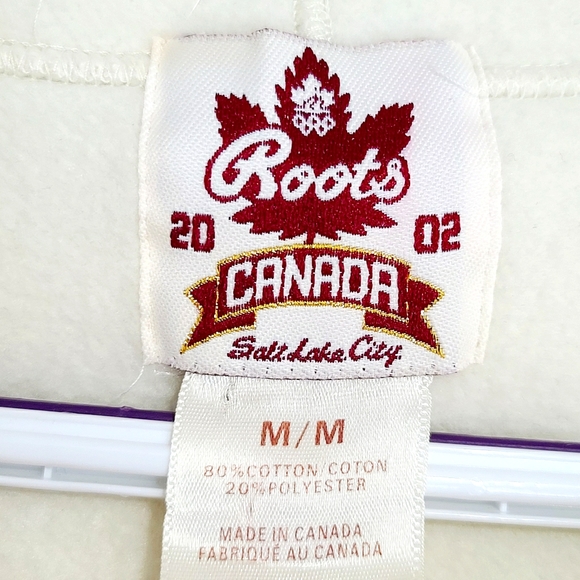 Roots
20 02
CANADA
Salt Lake City
M/M
80%COTTON/COTON
20%POLYESTER
MADE IN CANADA
FABRIQUÉ AU CANADA